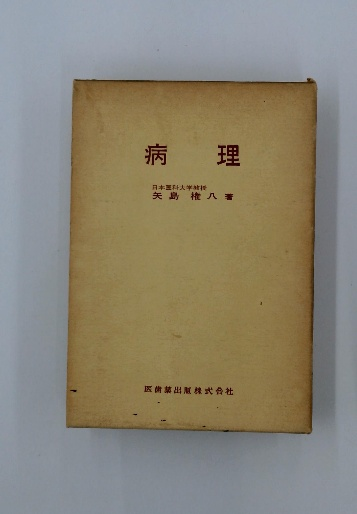 病 理
日本医科大学教授
矢島 権八 著
医歯薬出版株式会社